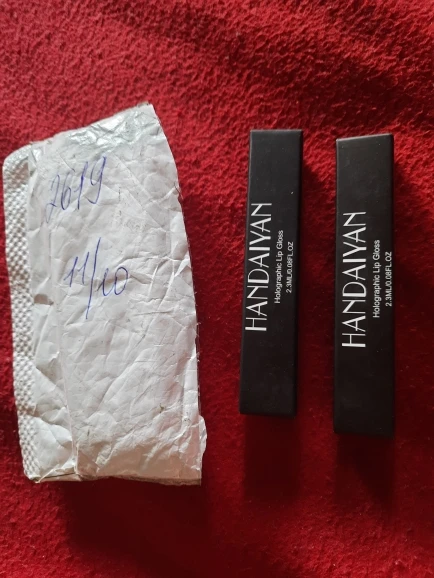 2619
11/10
HANDAIYAN
Holographic Lip Gloss
2.3ML/0.08FL.OZ
HANDAIYAN
Holographic Lip Gloss
2.3ML/0.08FL.OZ